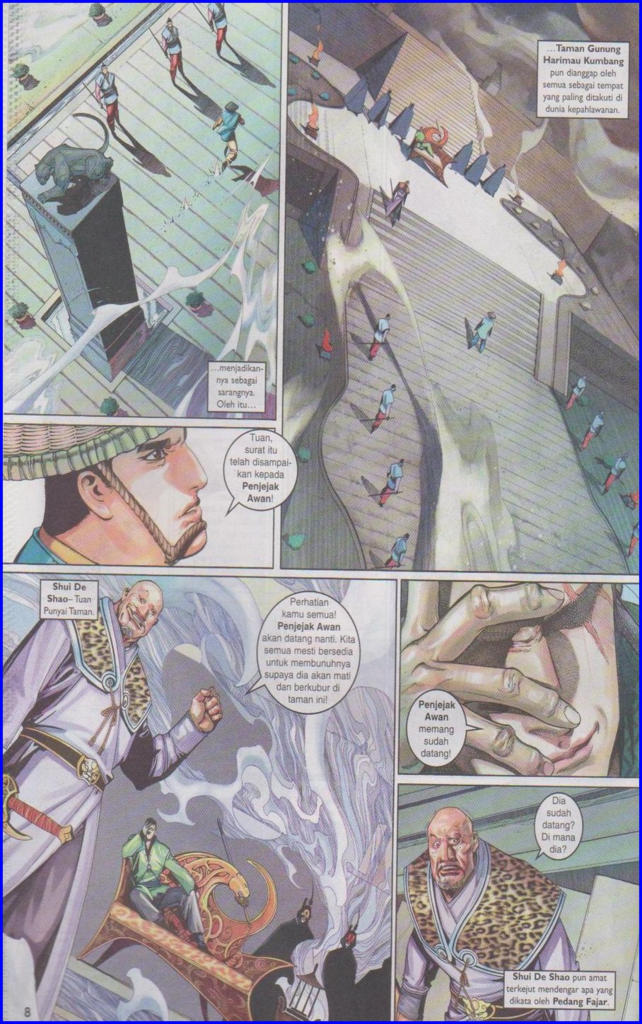 ...menjadikan-
nya sebagai
sarangnya.
Oleh itu...
...Taman Gunung
Harimau Kumbang
pun dianggap oleh
semua sebagai tempat
yang paling ditakuti di
dunia kepahlawanan.
Tuan,
surat itu
telah disampai-
kan kepada
Penjejak
Awan!
Shui De
Shao– Tuan
Punyai Taman.
Perhatian
kamu semua!
Penjejak Awan
akan datang nanti. Kita
semua mesti bersedia
untuk membunuhnya
supaya dia akan mati
dan berkubur di
taman ini!
Penjejak
Awan
memang
sudah
datang!
Dia
sudah
datang?
Di mana
dia?
Shui De Shao pun amat
terkejut mendengar apa yang
dikata oleh Pedang Fajar.
8